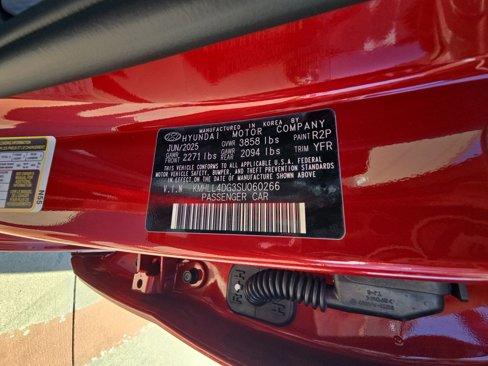 MANUFACTURED IN KOREA BY
HYUNDAI MOTOR COMPANY
JUN/2025 GVWR 3858 lbs PAINT R2P
GAWR FRONT 2271 lbs GAWR REAR 2094 lbs TRIM YFR
THIS VEHICLE CONFORMS TO ALL APPLICABLE U.S.A. FEDERAL
MOTOR VEHICLE SAFETY, BUMPER, AND THEFT PREVENTION STANDARDS
IN EFFECT ON THE DATE OF MANUFACTURE SHOWN ABOVE.
V.I.N KMHLL4DG3SU060266
PASSENGER CAR